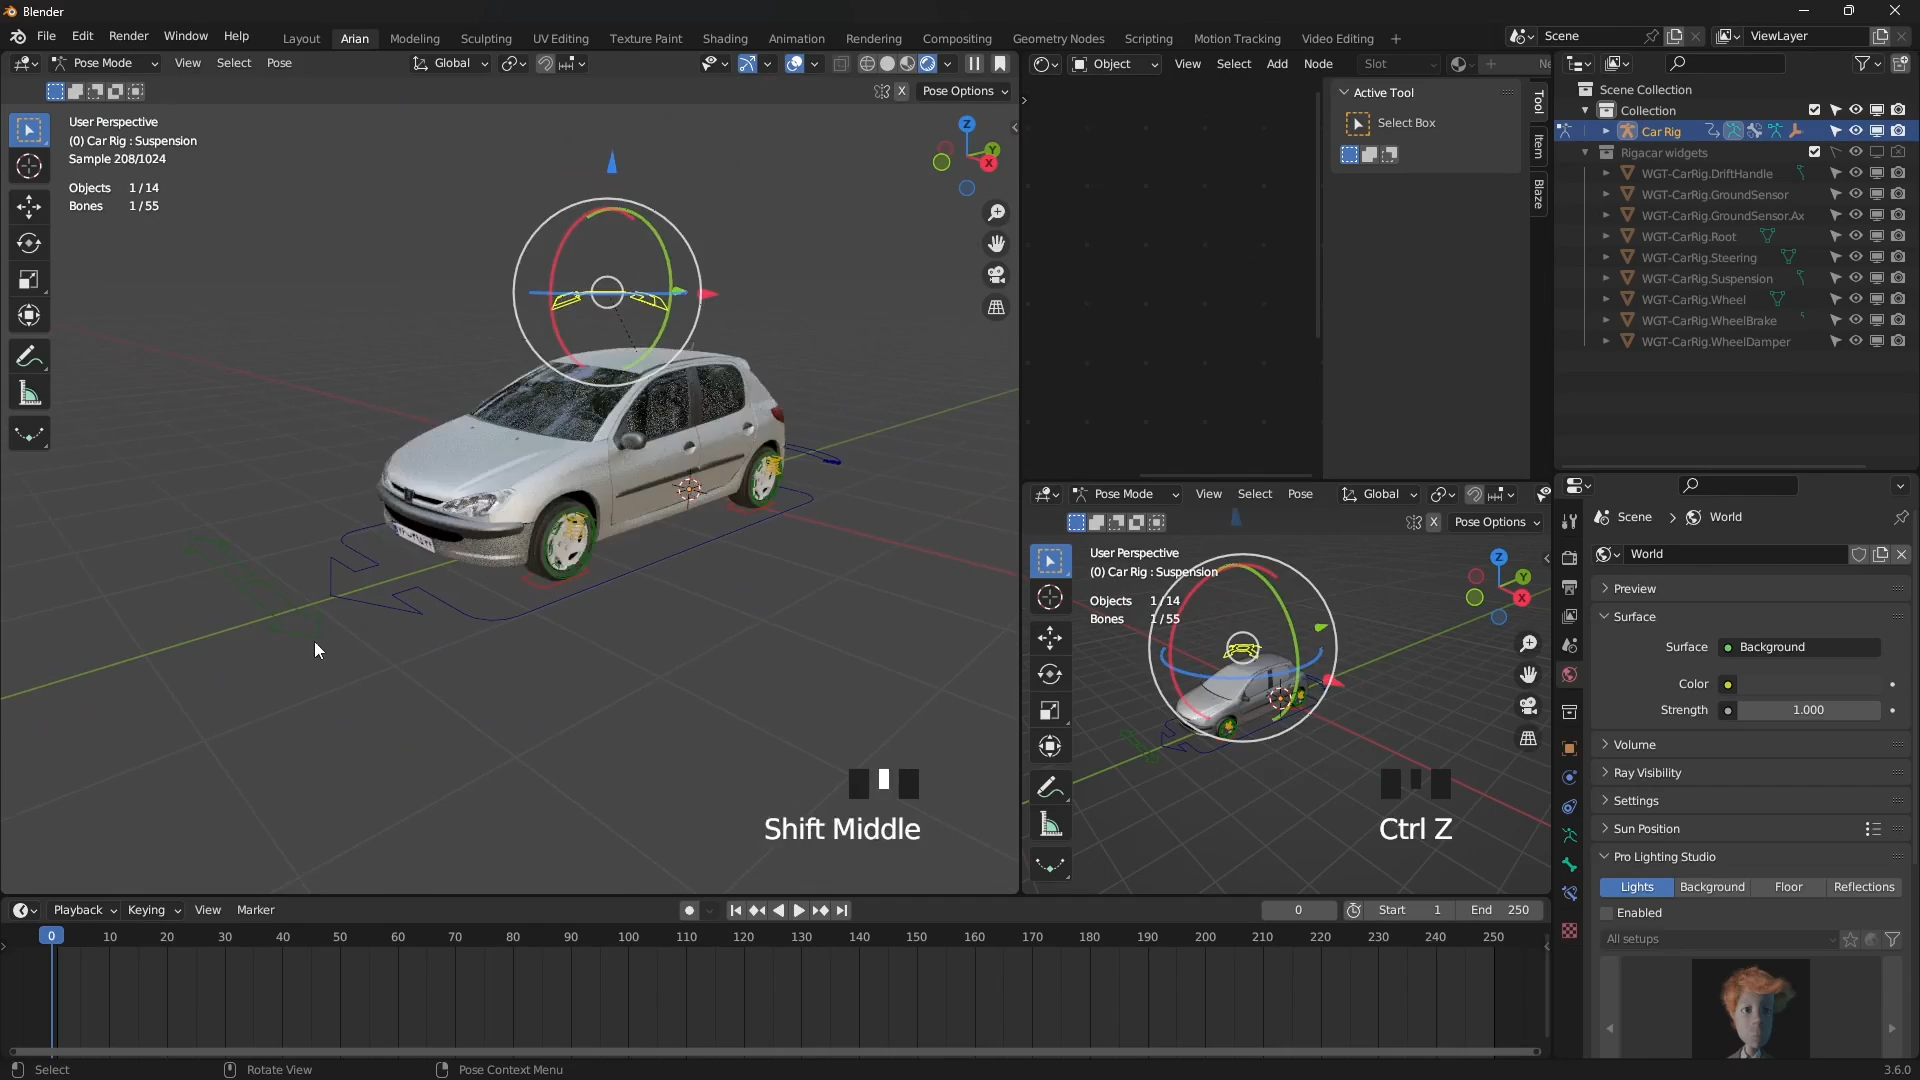 Blender
File Edit Render Window Help
Layout Arian Modeling Sculpting UV Editing Texture Paint Shading Animation Rendering Compositing Geometry Nodes Scripting Motion Tracking Video Editing +
Scene
ViewLayer
Pose Mode View Select Pose
Global
X Pose Options
User Perspective
(0) Car Rig : Suspension
Sample 208/1024
Objects 1/14
Bones 1/55
Z
Y
X
Shift Middle
Object View Select Add Node
Slot
Active Tool
Select Box
Tool
Item
Blaze
Pose Mode View Select Pose
Global
X Pose Options
User Perspective
(0) Car Rig : Suspension
Objects 1/14
Bones 1/55
Z
Y
X
Ctrl Z
Scene Collection
Collection
Car Rig
Rigacar widgets
WGT-CarRig.DriftHandle
WGT-CarRig.GroundSensor
WGT-CarRig.GroundSensor.Ax
WGT-CarRig.Root
WGT-CarRig.Steering
WGT-CarRig.Suspension
WGT-CarRig.Wheel
WGT-CarRig.WheelBrake
WGT-CarRig.WheelDamper
Scene > World
World
Preview
Surface
Surface Background
Color
Strength 1.000
Volume
Ray Visibility
Settings
Sun Position
Pro Lighting Studio
Lights Background Floor Reflections
Enabled
All setups
Playback Keying View Marker
0 Start 1 End 250
0 10 20 30 40 50 60 70 80 90 100 110 120 130 140 150 160 170 180 190 200 210 220 230 240 250
Select Rotate View Pose Context Menu
3.6.0